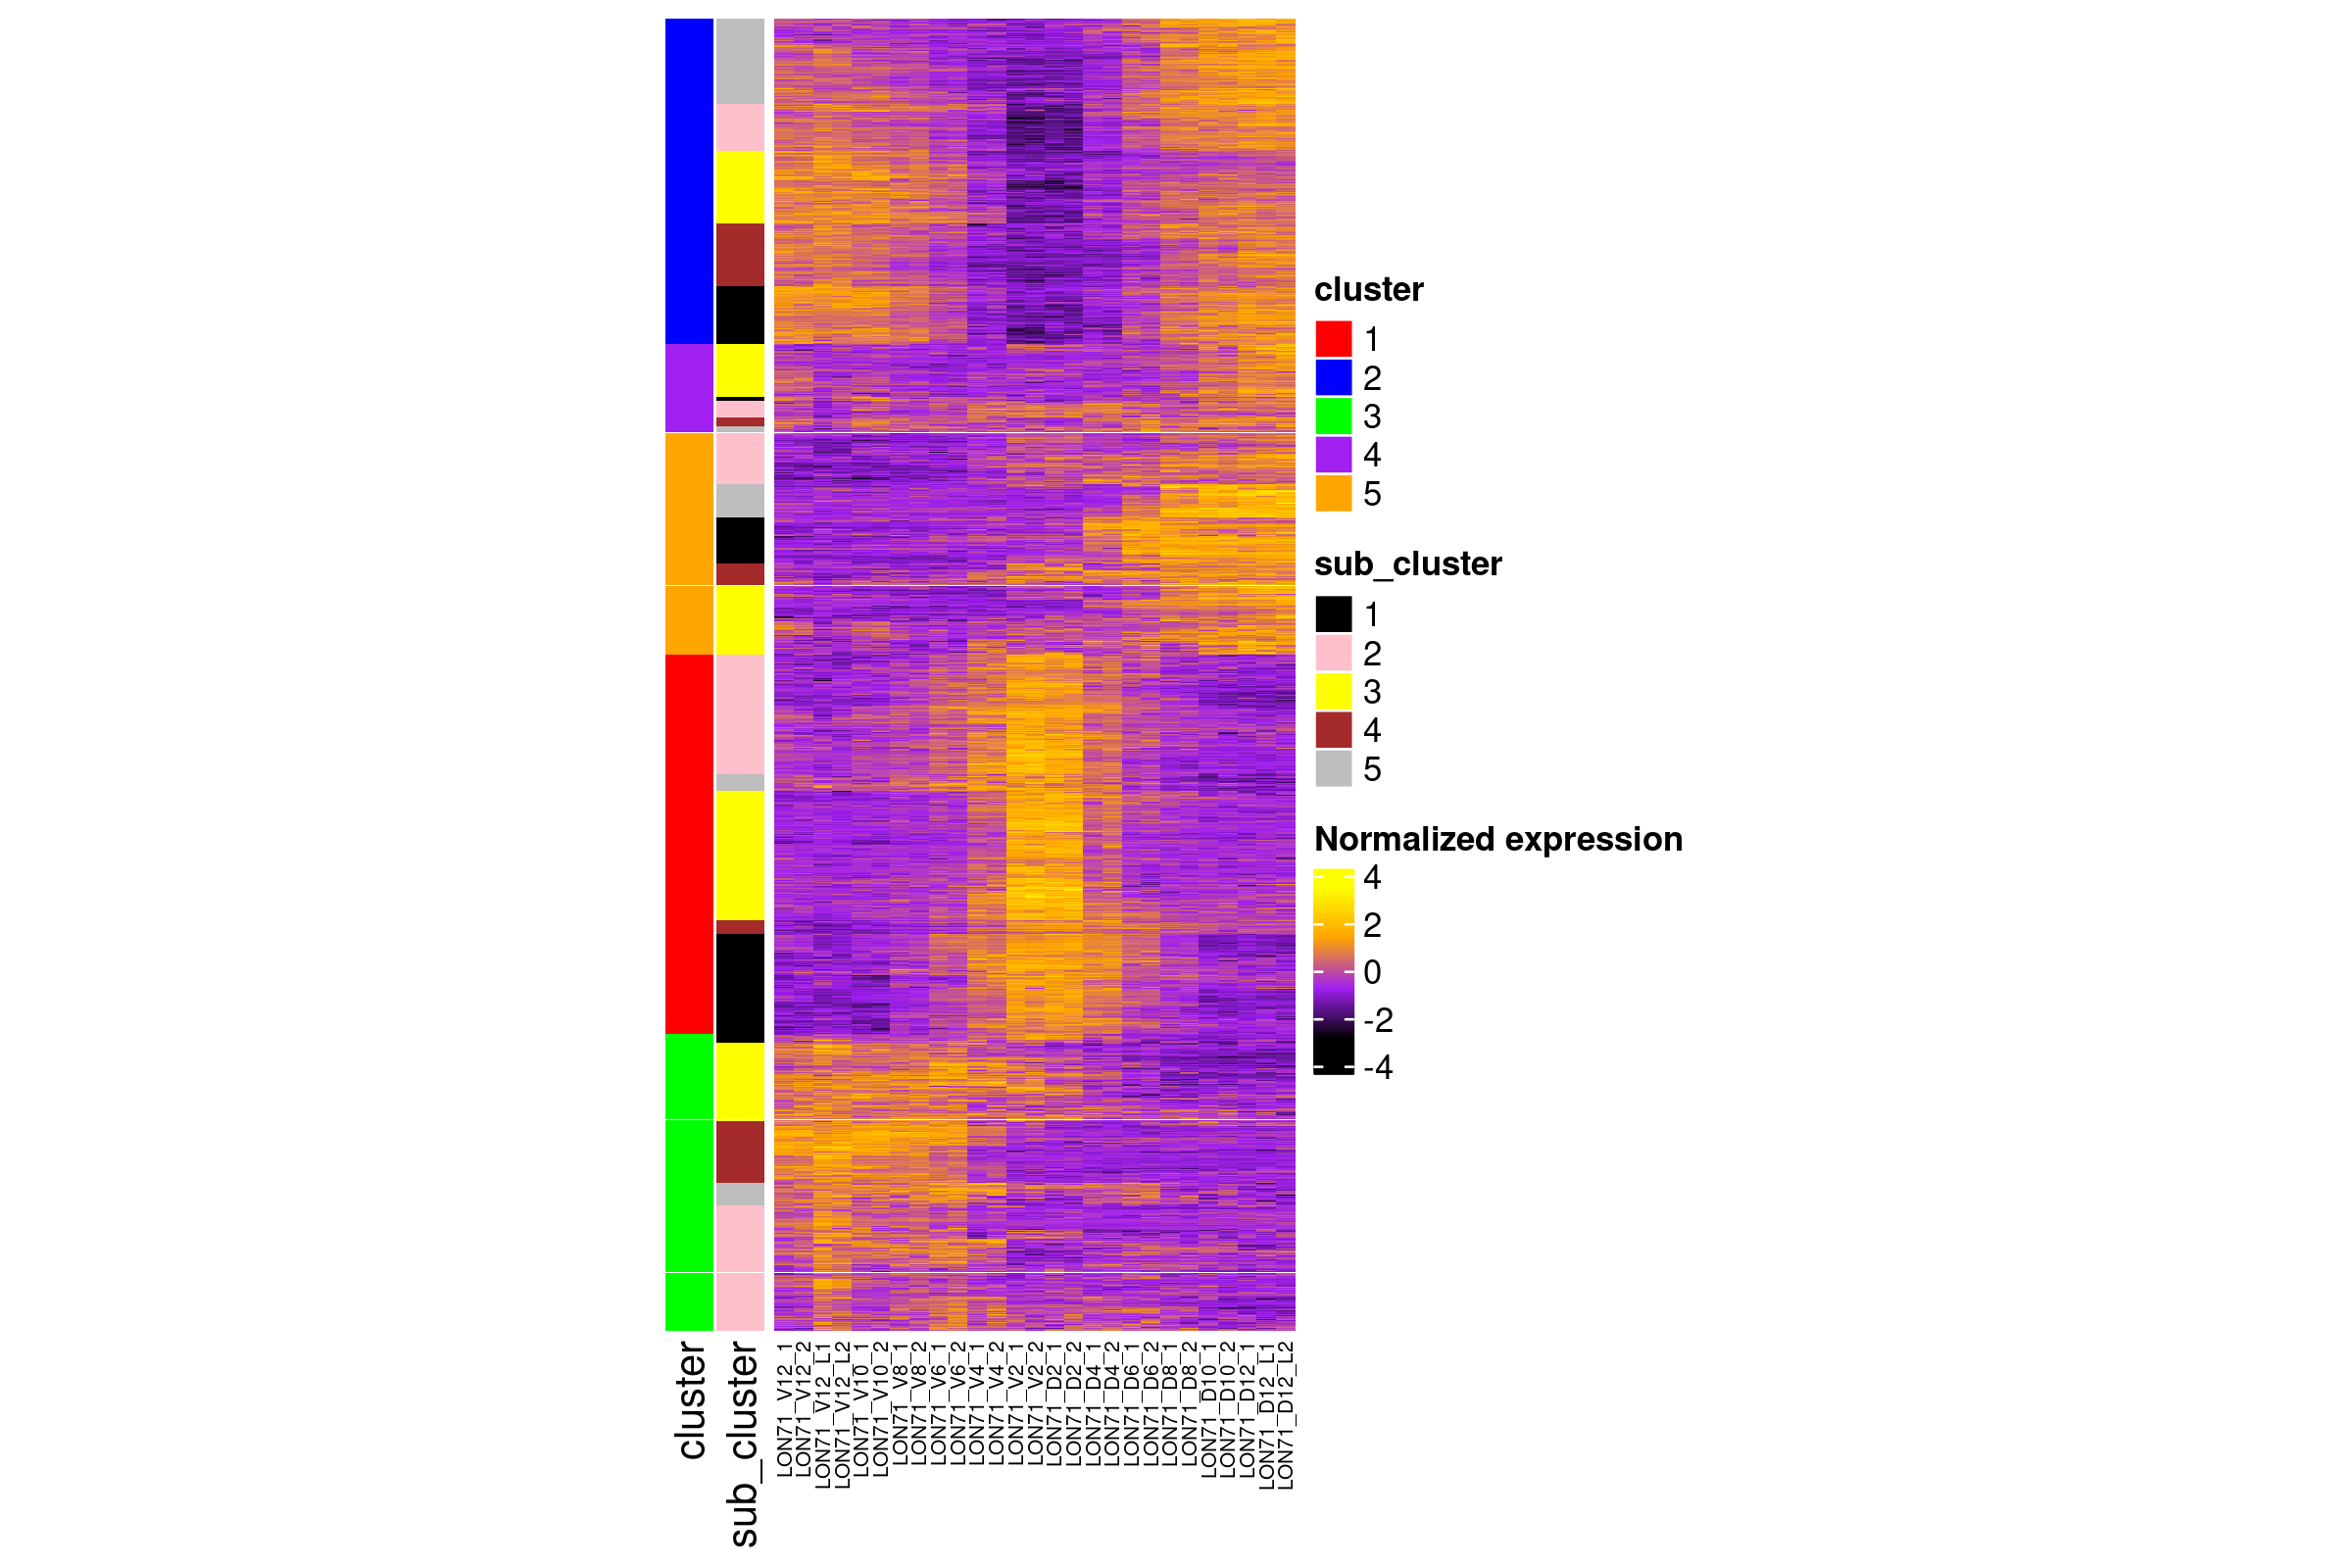 cluster
1
2
3
4
5
sub_cluster
1
2
3
4
5
Normalized expression
4
2
0
-2
-4
cluster
sub_cluster
LON71_V12_1
LON71_V12_2
LON71_V12_L1
LON71_V12_L2
LON71_V10_1
LON71_V10_2
LON71_V8_1
LON71_V8_2
LON71_V6_1
LON71_V6_2
LON71_V4_1
LON71_V4_2
LON71_V2_1
LON71_V2_2
LON71_D2_1
LON71_D2_2
LON71_D4_1
LON71_D4_2
LON71_D6_1
LON71_D6_2
LON71_D8_1
LON71_D8_2
LON71_D10_1
LON71_D10_2
LON71_D12_1
LON71_D12_L1
LON71_D12_L2